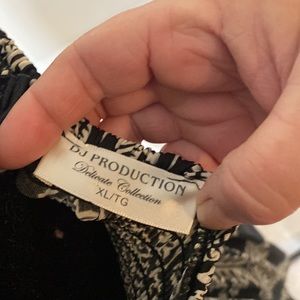 DJ PRODUCTION
Delicate Collection
XL/TG